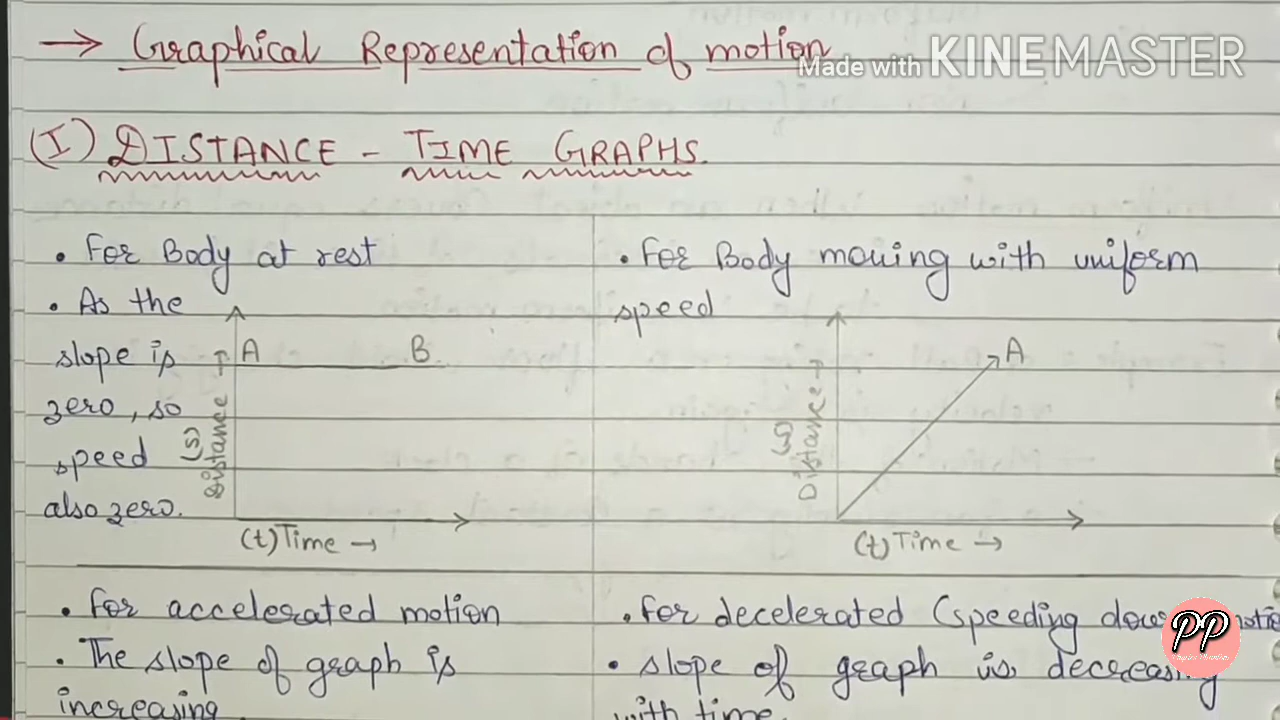 → Graphical Representation of motion
Made with KINEMASTER
(I) DISTANCE - TIME GRAPHS.
• For Body at rest
• As the
slope is
zero, so
speed
also zero.
A B
Distance →
(s)
(t) Time →
• For Body moving with uniform
speed
A
Distance →
(s)
(t) Time →
• For accelerated motion
• The slope of graph is
increasing.
• For decelerated (speeding down
• slope of graph is decreasing
with time.
PP